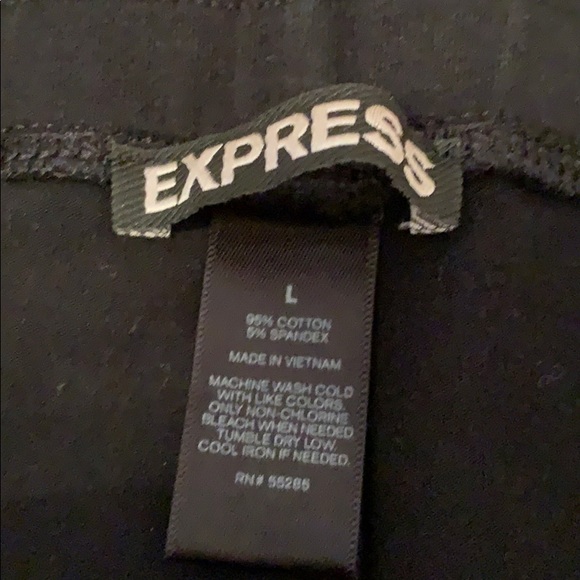 EXPRESS
L
95% COTTON
5% SPANDEX
MADE IN VIETNAM
MACHINE WASH COLD
WITH LIKE COLORS.
ONLY NON-CHLORINE
BLEACH WHEN NEEDED
TUMBLE DRY LOW.
COOL IRON IF NEEDED.
RN# 55285